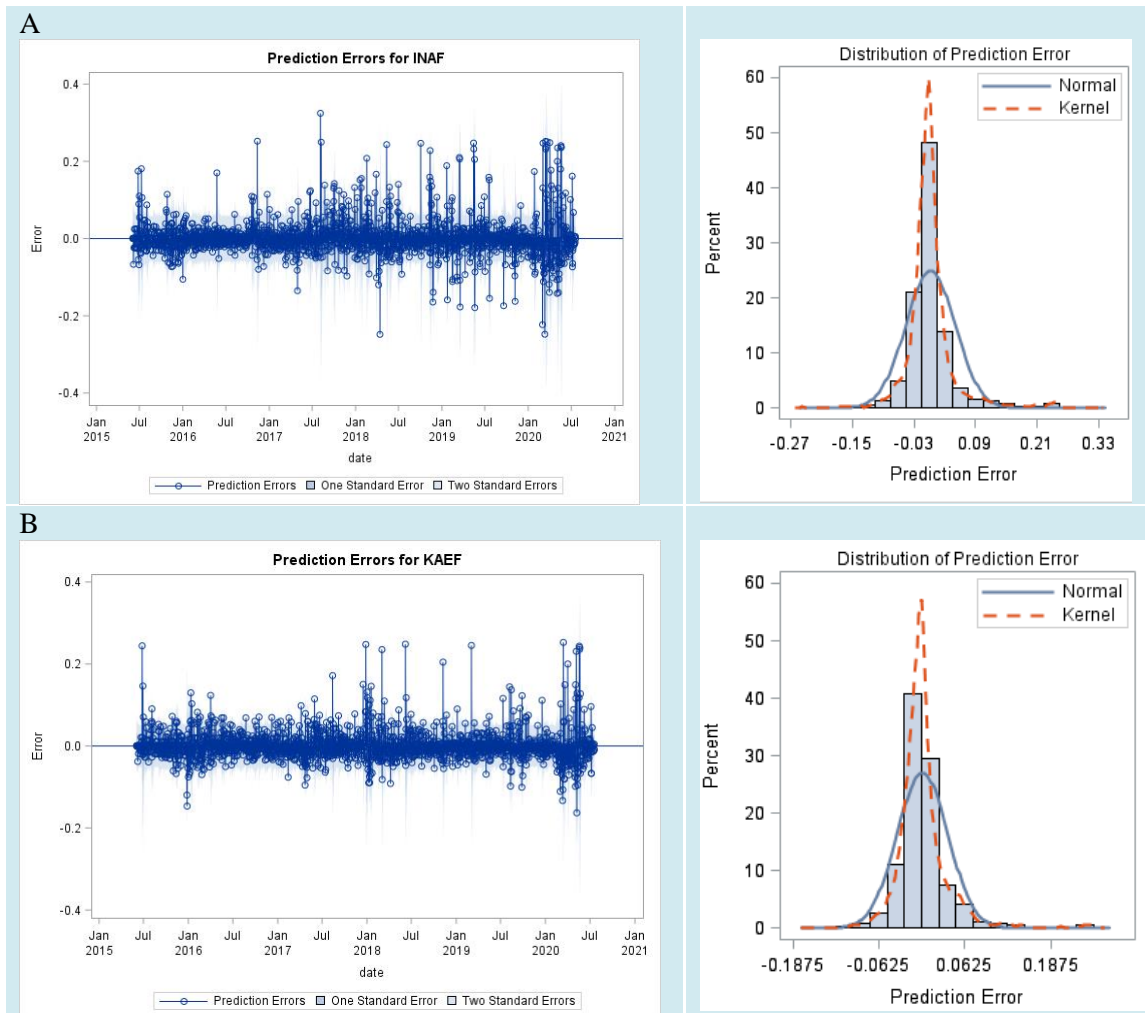 A
Prediction Errors for INAF
0.4
0.2
0.0
-0.2
-0.4
Error
Jan Jul Jan Jul Jan Jul Jan Jul Jan Jul Jan Jul Jan
2015 2016 2017 2018 2019 2020 2021
date
Prediction Errors One Standard Error Two Standard Errors
Distribution of Prediction Error
Normal
Kernel
60
50
40
30
20
10
0
Percent
-0.27 -0.15 -0.03 0.09 0.21 0.33
Prediction Error
B
Prediction Errors for KAEF
0.4
0.2
0.0
-0.2
-0.4
Error
Jan Jul Jan Jul Jan Jul Jan Jul Jan Jul Jan Jul Jan
2015 2016 2017 2018 2019 2020 2021
date
Prediction Errors One Standard Error Two Standard Errors
Distribution of Prediction Error
Normal
Kernel
60
50
40
30
20
10
0
Percent
-0.1875 -0.0625 0.0625 0.1875
Prediction Error